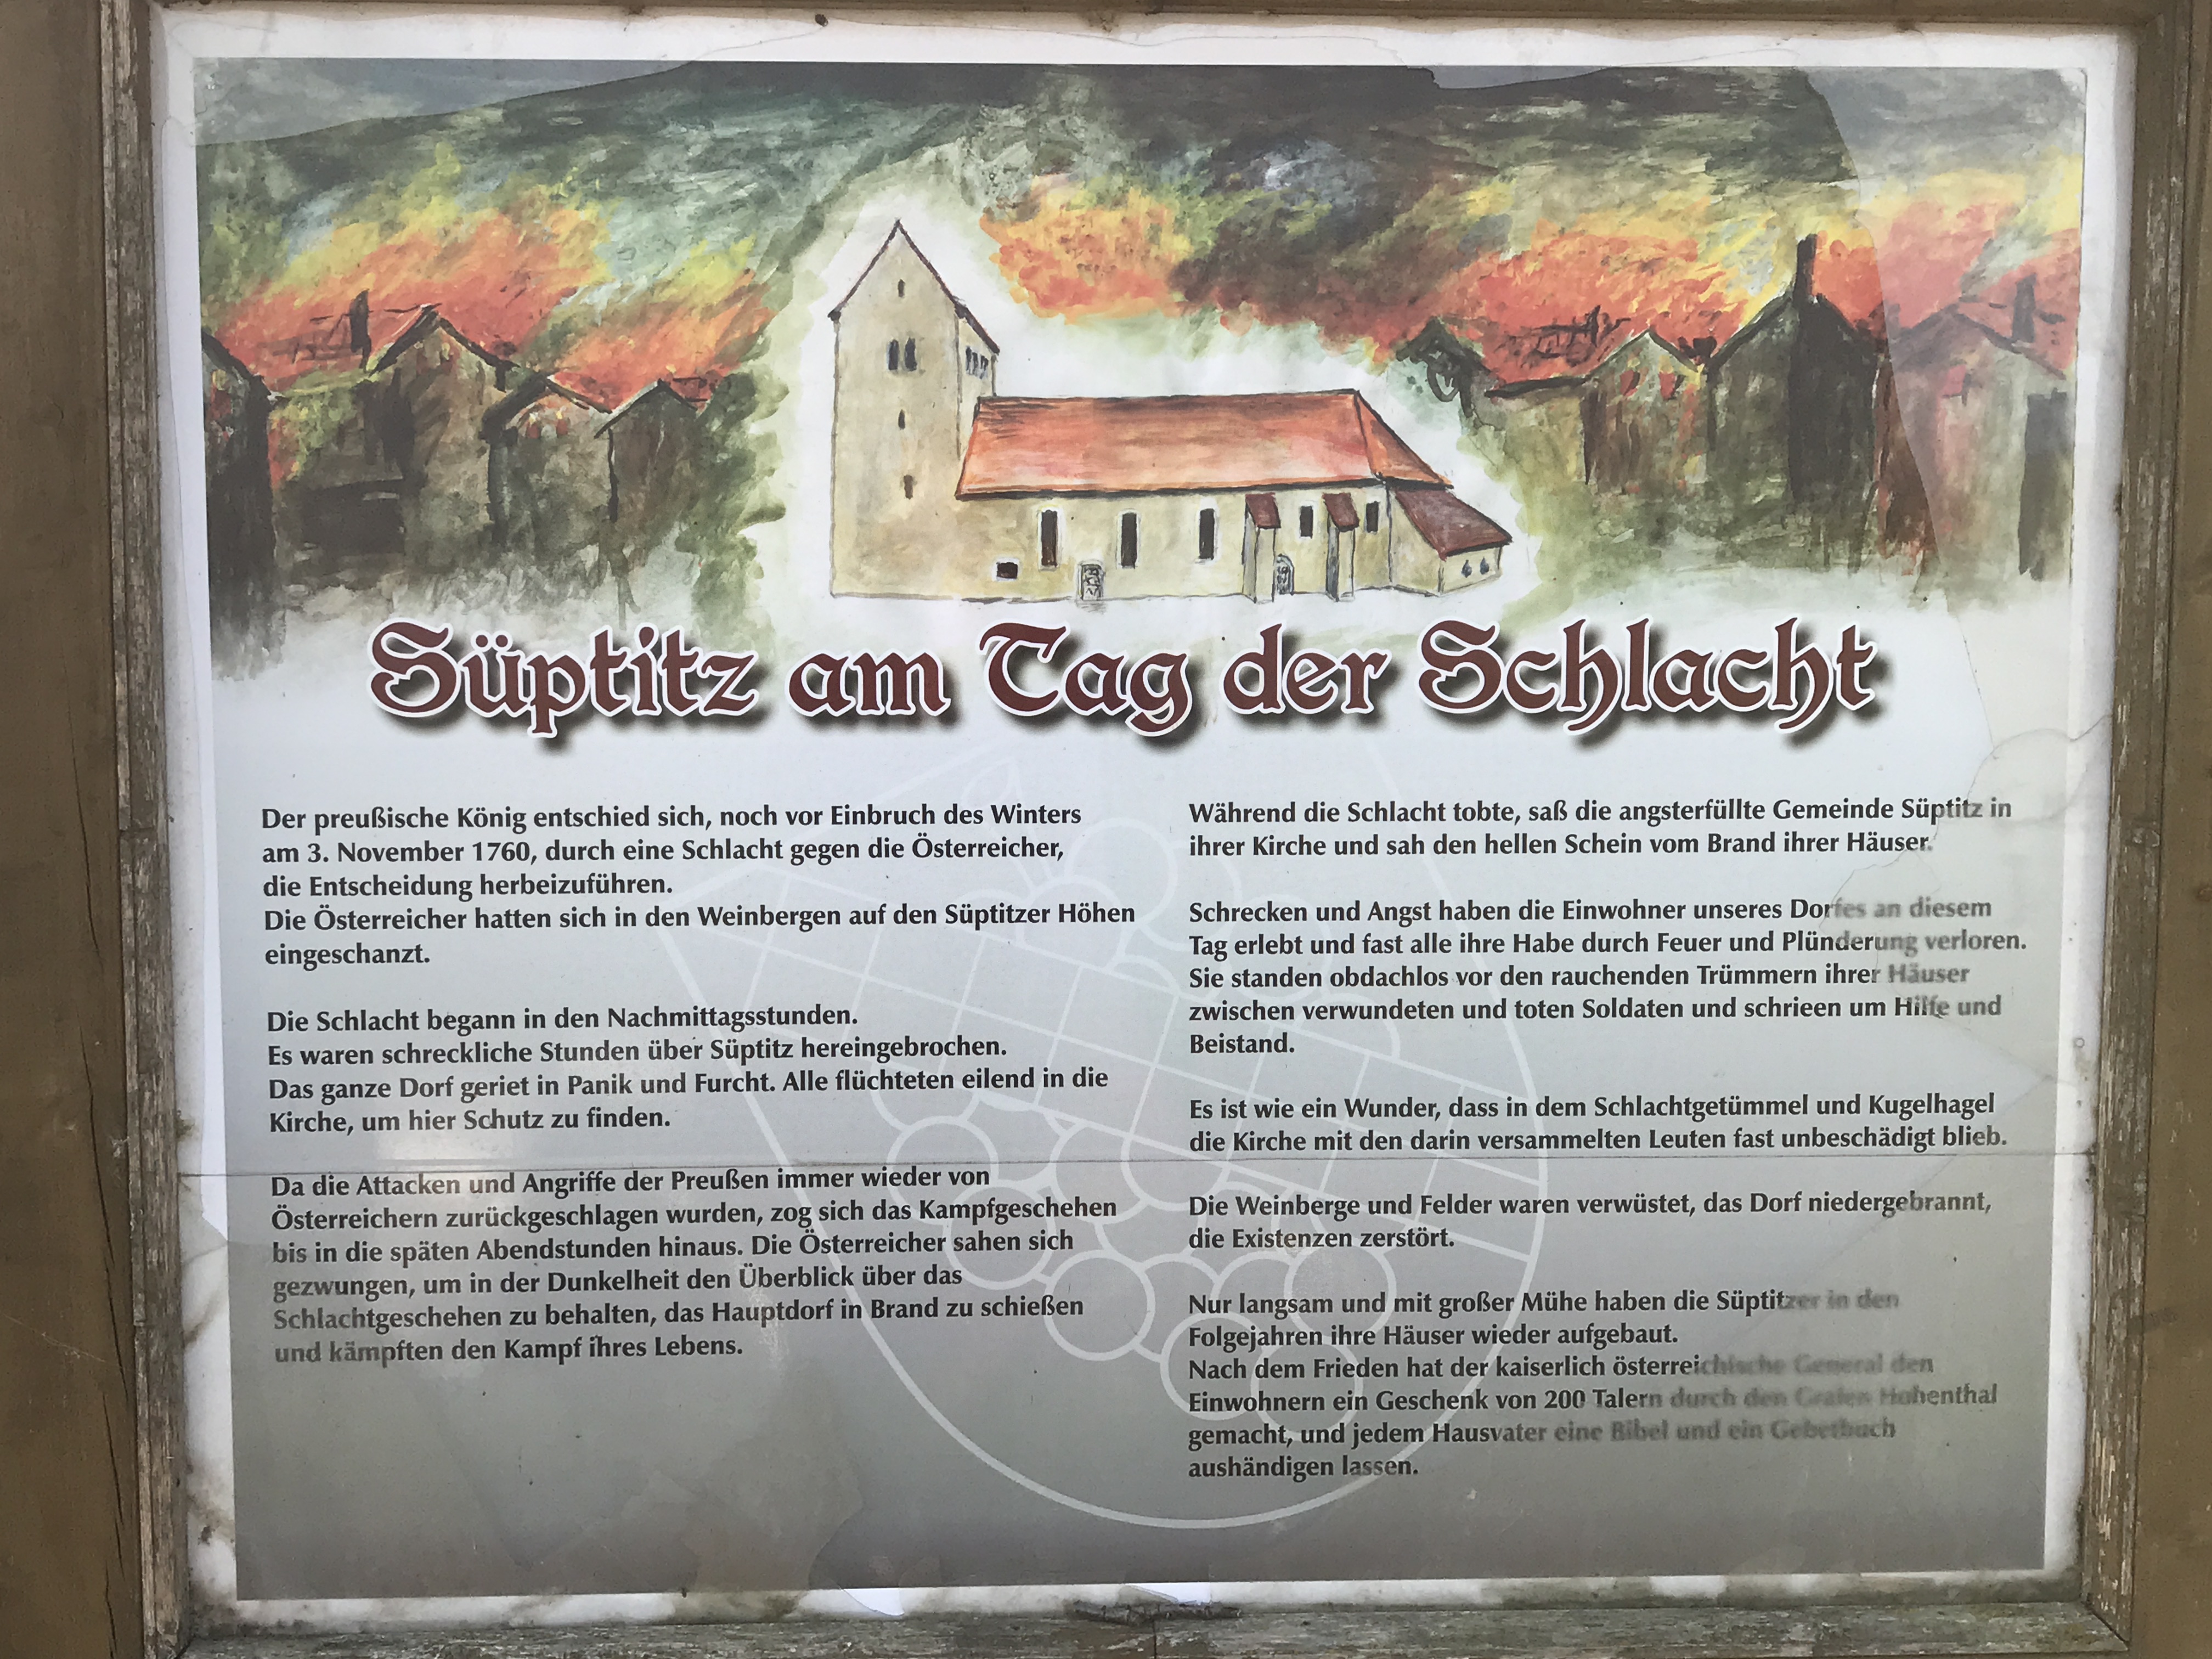 Süptitz am Tag der Schlacht
Der preußische König entschied sich, noch vor Einbruch des Winters
am 3. November 1760, durch eine Schlacht gegen die Österreicher,
die Entscheidung herbeizuführen.
Die Österreicher hatten sich in den Weinbergen auf den Süptitzer Höhen
eingeschanzt.
Die Schlacht begann in den Nachmittagsstunden.
Es waren schreckliche Stunden über Süptitz hereingebrochen.
Das ganze Dorf geriet in Panik und Furcht. Alle flüchteten eilend in die
Kirche, um hier Schutz zu finden.
Da die Attacken und Angriffe der Preußen immer wieder von
Österreichern zurückgeschlagen wurden, zog sich das Kampfgeschehen
bis in die späten Abendstunden hinaus. Die Österreicher sahen sich
gezwungen, um in der Dunkelheit den Überblick über das
Schlachtgeschehen zu behalten, das Hauptdorf in Brand zu schießen
und kämpften den Kampf ihres Lebens.
Während die Schlacht tobte, saß die angsterfüllte Gemeinde Süptitz in
ihrer Kirche und sah den hellen Schein vom Brand ihrer Häuser.
Schrecken und Angst haben die Einwohner unseres Dorfes an diesem
Tag erlebt und fast alle ihre Habe durch Feuer und Plünderung verloren.
Sie standen obdachlos vor den rauchenden Trümmern ihrer Häuser
zwischen verwundeten und toten Soldaten und schrieen um Hilfe und
Beistand.
Es ist wie ein Wunder, dass in dem Schlachtgetümmel und Kugelhagel
die Kirche mit den darin versammelten Leuten fast unbeschädigt blieb.
Die Weinberge und Felder waren verwüstet, das Dorf niedergebrannt,
die Existenzen zerstört.
Nur langsam und mit großer Mühe haben die Süptitzer in den
Folgejahren ihre Häuser wieder aufgebaut.
Nach dem Frieden hat der kaiserlich österreichische General den
Einwohnern ein Geschenk von 200 Talern durch den Grafen Hohenthal
gemacht, und jedem Hausvater eine Bibel und ein Gebetbuch
aushändigen lassen.